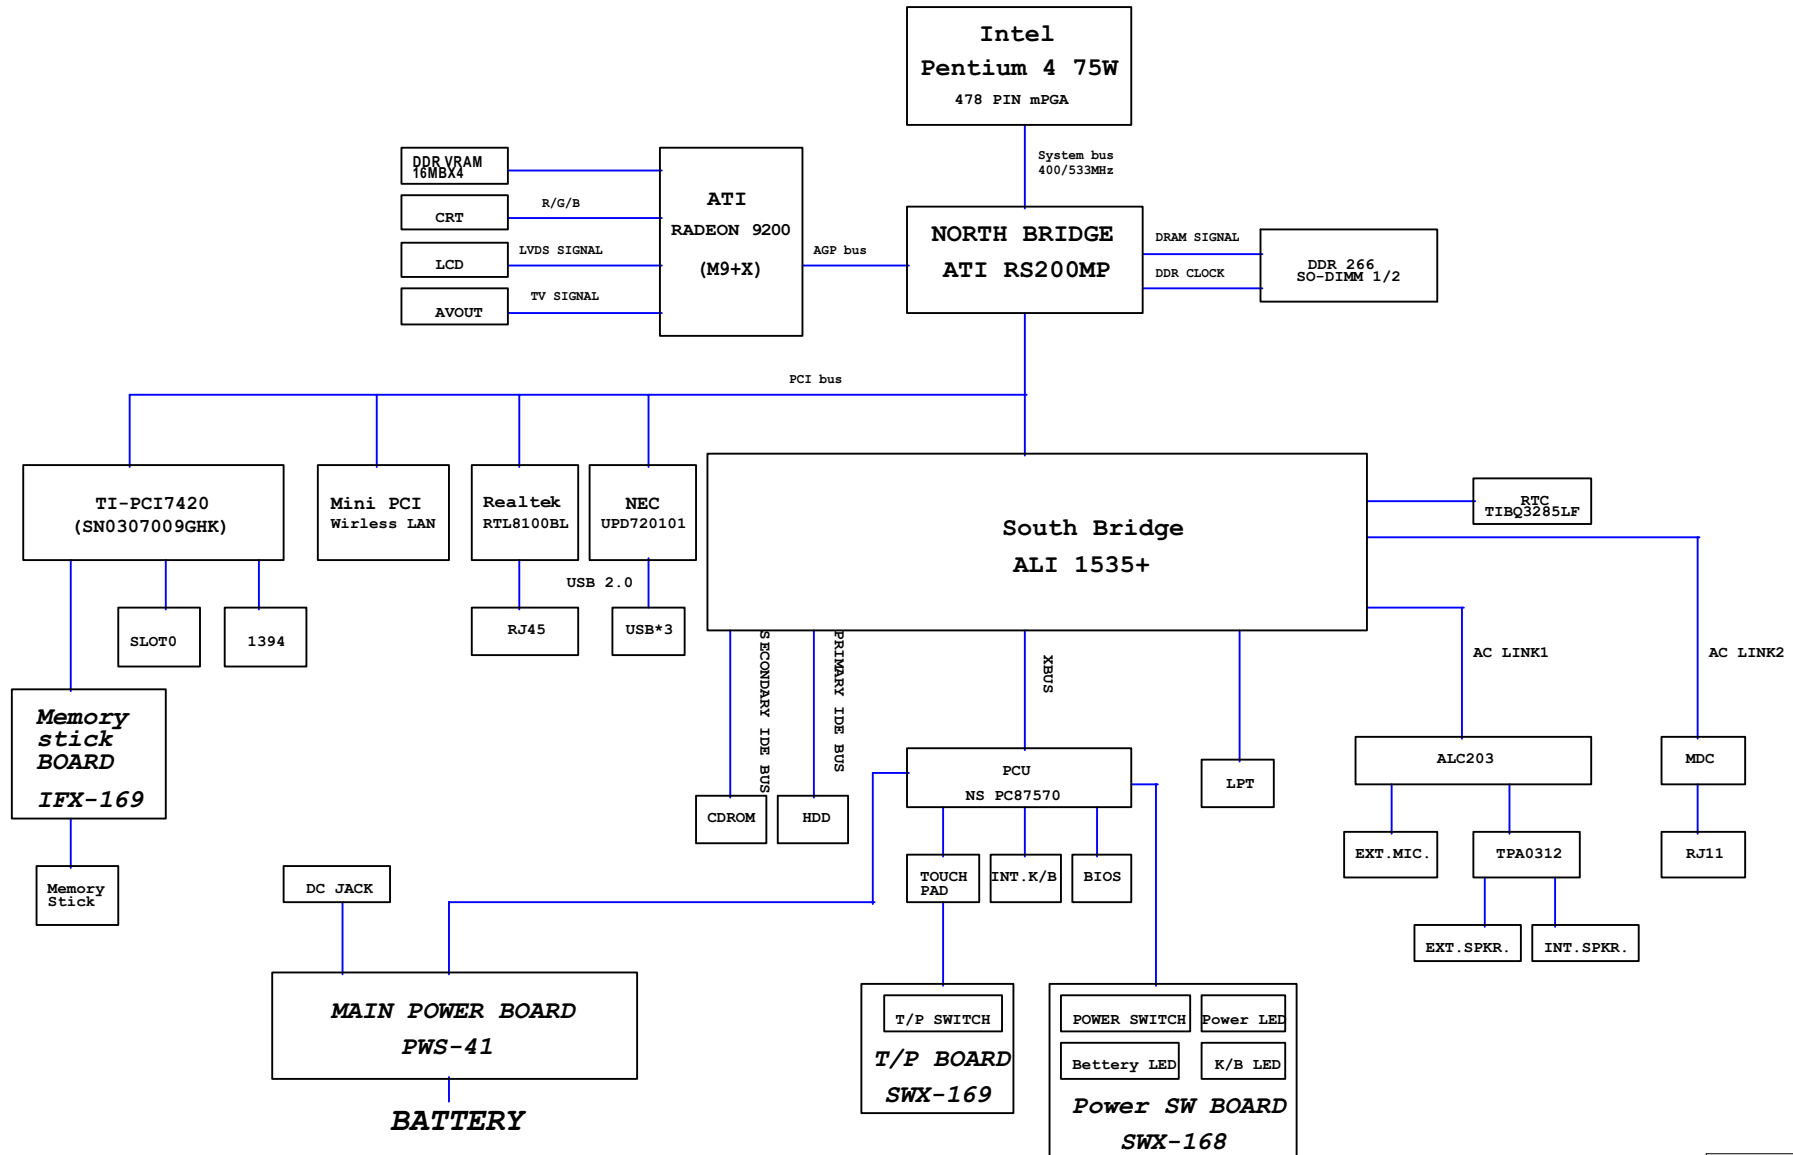 Intel
Pentium 4 75W
478 PIN mPGA
System bus
400/533MHz
DDR VRAM
16MBX4
CRT
LCD
AVOUT
R/G/B
LVDS SIGNAL
TV SIGNAL
ATI
RADEON 9200
(M9+X)
AGP bus
NORTH BRIDGE
ATI RS200MP
DRAM SIGNAL
DDR CLOCK
DDR 266
SO-DIMM 1/2
PCI bus
TI-PCI7420
(SN0307009GHK)
Mini PCI
Wirless LAN
Realtek
RTL8100BL
NEC
UPD720101
South Bridge
ALI 1535+
RTC
TIBQ3285LF
USB 2.0
SLOT0
1394
RJ45
USB*3
SECONDARY IDE BUS
PRIMARY IDE BUS
XBUS
AC LINK1
AC LINK2
Memory
stick
BOARD
IFX-169
Memory
Stick
CDROM
HDD
PCU
NS PC87570
LPT
ALC203
MDC
DC JACK
TOUCH
PAD
INT.K/B
BIOS
EXT.MIC.
TPA0312
RJ11
EXT.SPKR.
INT.SPKR.
MAIN POWER BOARD
PWS-41
BATTERY
T/P SWITCH
T/P BOARD
SWX-169
POWER SWITCH
Power LED
Bettery LED
K/B LED
Power SW BOARD
SWX-168